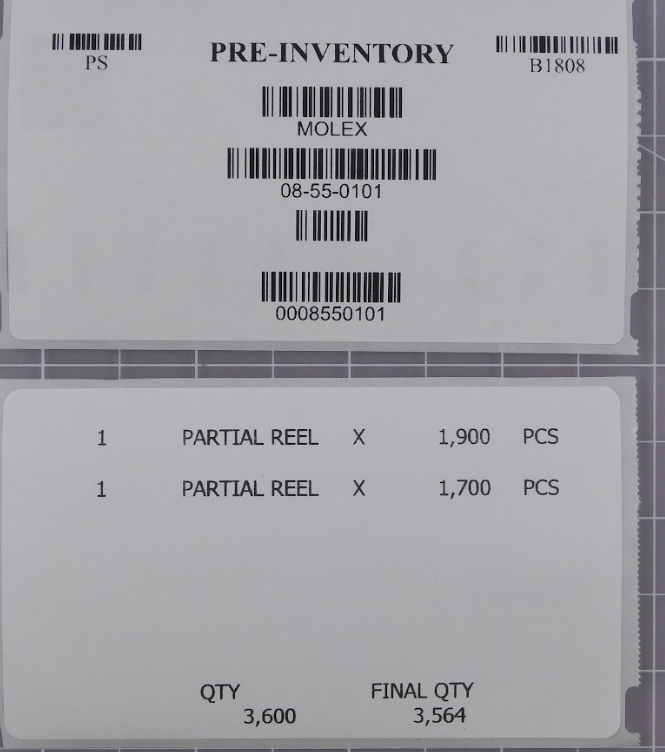 PS
PRE-INVENTORY
B1808
MOLEX
08-55-0101
0008550101
1 PARTIAL REEL X 1,900 PCS
1 PARTIAL REEL X 1,700 PCS
QTY FINAL QTY
3,600 3,564